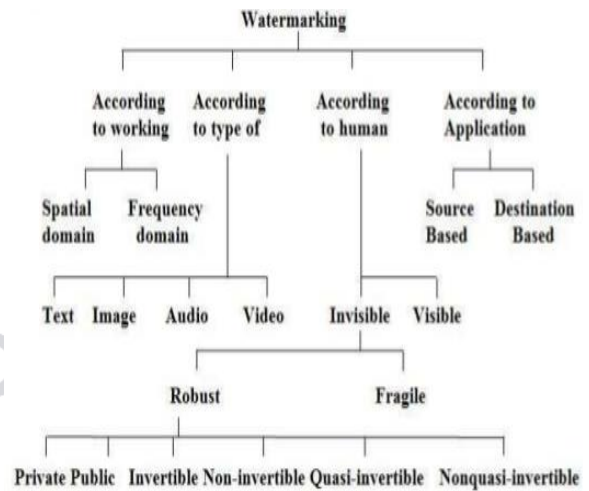 Watermarking
According According According According to
to working to type of to human Application
Spatial Frequency Source Destination
domain domain Based Based
Text Image Audio Video Invisible Visible
Robust Fragile
Private Public Invertible Non-invertible Quasi-invertible Nonquasi-invertible